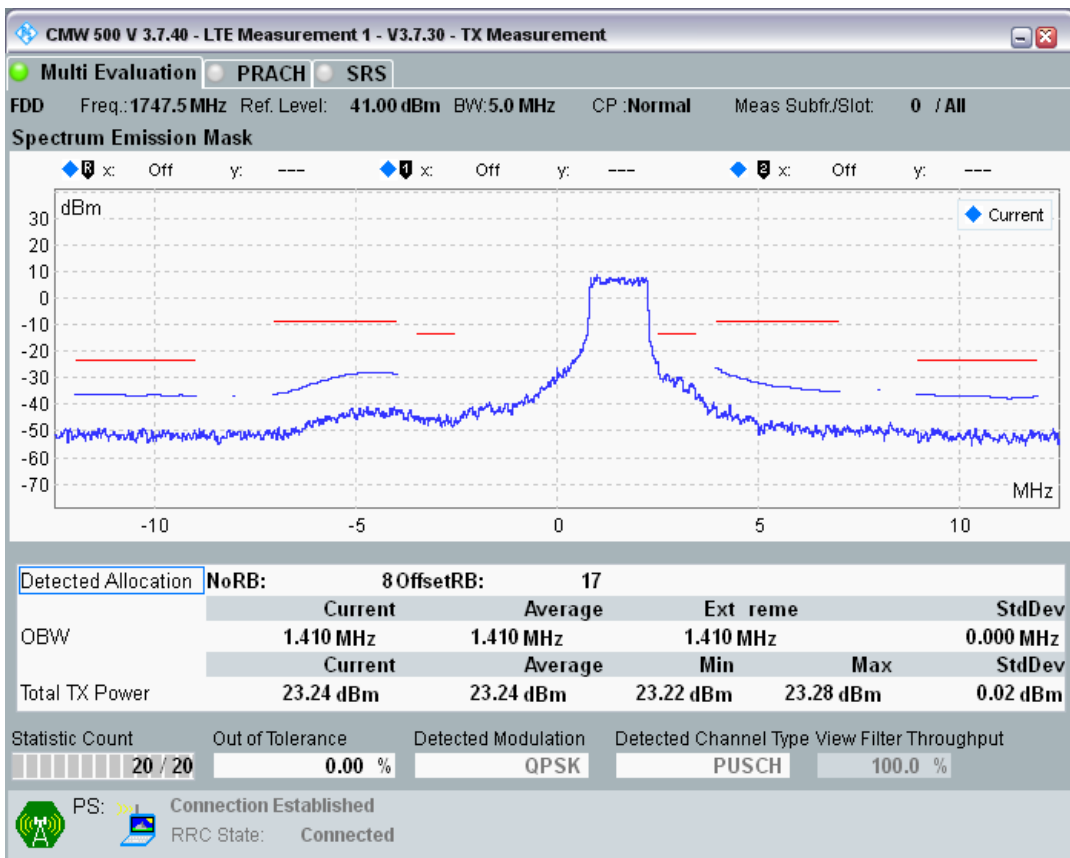 CMW 500 V 3.7.40 - LTE Measurement 1 - V3.7.30 - TX Measurement
Multi Evaluation PRACH SRS
FDD Freq.: 1747.5 MHz Ref. Level: 41.00 dBm BW: 5.0 MHz CP : Normal Meas Subfr./Slot: 0 / All
Spectrum Emission Mask
R x: Off y: --- 1 x: Off y: --- 2 x: Off y: ---
dBm
Current
30
20
10
0
-10
-20
-30
-40
-50
-60
-70
MHz
-10 -5 0 5 10
Detected Allocation NoRB: 8 OffsetRB: 17
Current Average Ext reme StdDev
OBW 1.410 MHz 1.410 MHz 1.410 MHz 0.000 MHz
Current Average Min Max StdDev
Total TX Power 23.24 dBm 23.24 dBm 23.22 dBm 23.28 dBm 0.02 dBm
Statistic Count Out of Tolerance Detected Modulation Detected Channel Type View Filter Throughput
20 / 20 0.00 % QPSK PUSCH 100.0 %
PS: Connection Established
RRC State: Connected